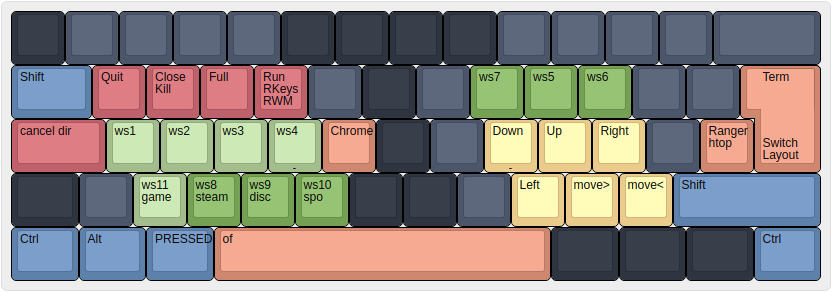 Shift
Quit
Close
Kill
Full
Run
RKeys
RWM
ws7
ws5
ws6
Term
Switch
Layout
cancel dir
ws1
ws2
ws3
ws4
-
Chrome
Down
-
Up
Right
Ranger
htop
ws11
game
ws8
steam
ws9
disc
ws10
spo
Left
move>
move<
Shift
Ctrl
Alt
PRESSED
of
Ctrl